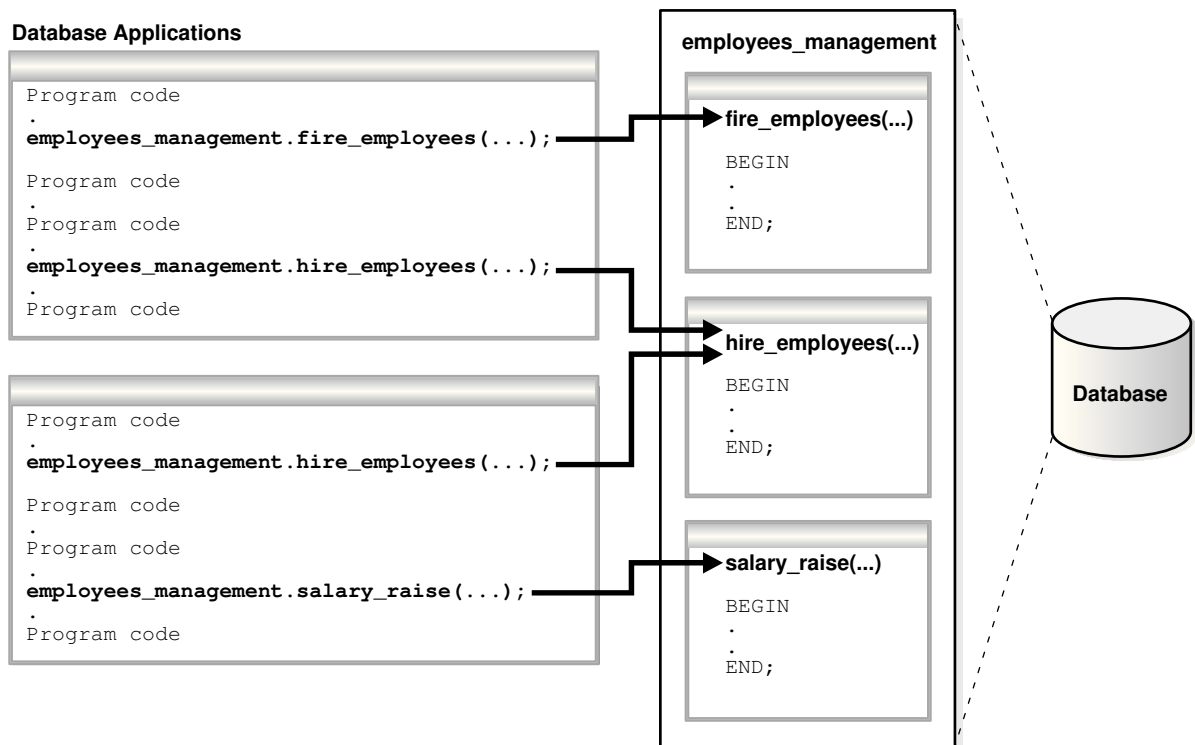 Database Applications
Program code
.
employees_management.fire_employees(...);
Program code
.
Program code
.
employees_management.hire_employees(...);
.
Program code
Program code
.
employees_management.hire_employees(...);
Program code
.
Program code
.
employees_management.salary_raise(...);
.
Program code
employees_management
fire_employees(...)
BEGIN
.
.
END;
hire_employees(...)
BEGIN
.
.
END;
salary_raise(...)
BEGIN
.
.
END;
Database